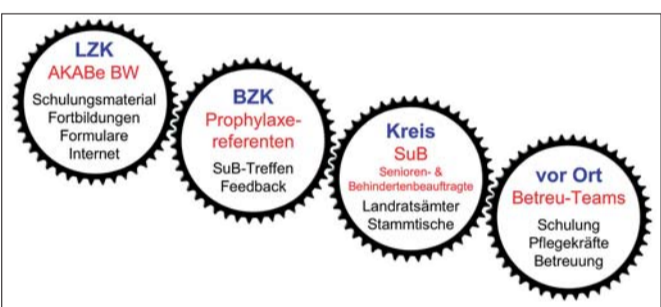 LZK
AKABe BW
Schulungsmaterial
Fortbildungen
Formulare
Internet
BZK
Prophylaxe-
referenten
SuB-Treffen
Feedback
Kreis
SuB
Senioren- &
Behindertenbeauftragte
Landratsämter
Stammtische
vor Ort
Betreu-Teams
Schulung
Pflegekräfte
Betreuung